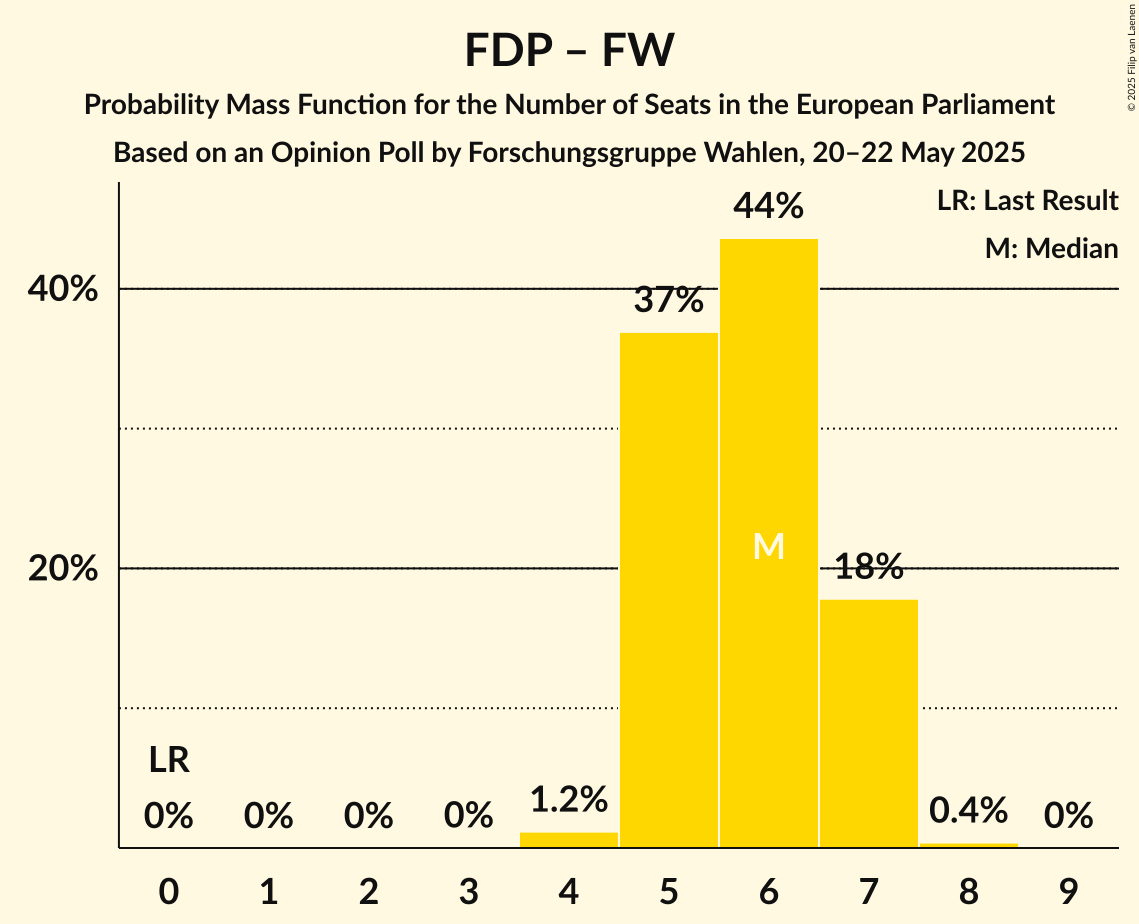 FDP – FW
Probability Mass Function for the Number of Seats in the European Parliament
Based on an Opinion Poll by Forschungsgruppe Wahlen, 20–22 May 2025
© 2025 Filip van Laenen
LR: Last Result
M: Median
44%
40%
37%
M
20%
18%
LR
0% 0% 0% 0% 1.2% 0.4% 0%
0 1 2 3 4 5 6 7 8 9